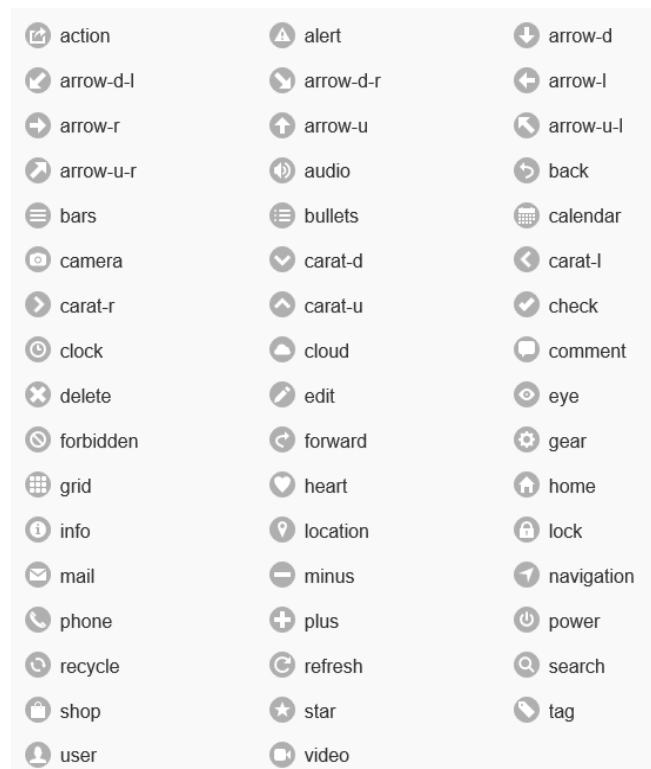 action alert arrow-d
arrow-d-l arrow-d-r arrow-l
arrow-r arrow-u arrow-u-l
arrow-u-r audio back
bars bullets calendar
camera carat-d carat-l
carat-r carat-u check
clock cloud comment
delete edit eye
forbidden forward gear
grid heart home
info location lock
mail minus navigation
phone plus power
recycle refresh search
shop star tag
user video